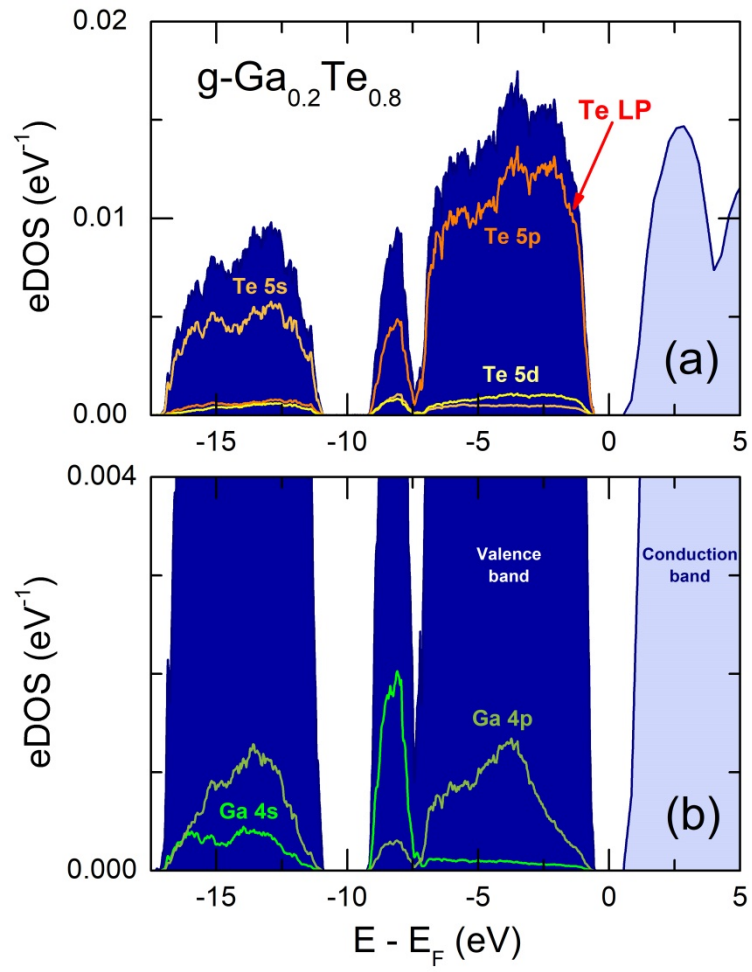 0.02
g-Ga0.2Te0.8
Te LP
eDOS (eV-1)
0.01
Te 5p
Te 5s
Te 5d
(a)
0.00
-15
-10
-5
0
5
0.004
Valence
band
Conduction
band
eDOS (eV-1)
Ga 4p
Ga 4s
(b)
0.000
-15
-10
-5
0
5
E - EF (eV)